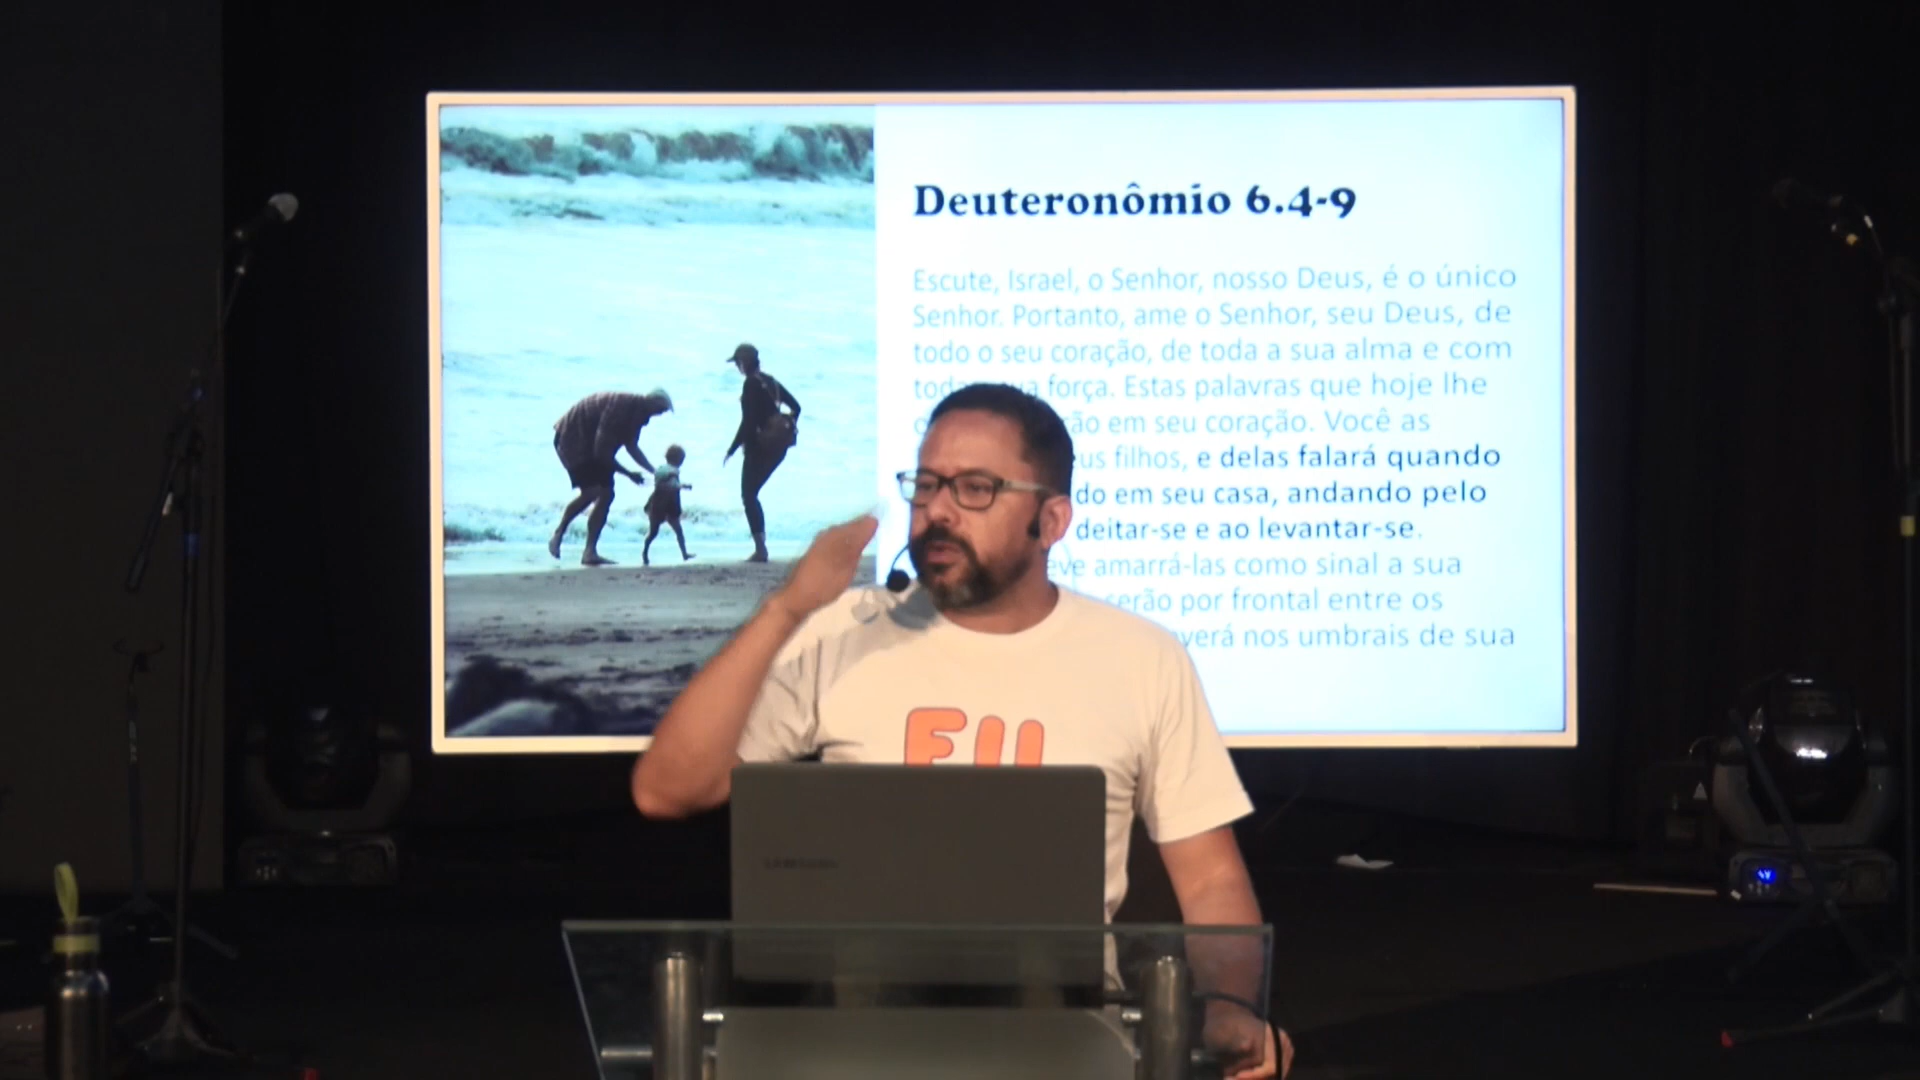 Deuteronômio 6.4-9
Escute, Israel, o Senhor, nosso Deus, é o único
Senhor. Portanto, ame o Senhor, seu Deus, de
todo o seu coração, de toda a sua alma e com
força. Estas palavras que hoje lhe
em seu coração. Você as
filhos, e delas falará quando
em seu casa, andando pelo
deitar-se e ao levantar-se.
amarrá-las como sinal a sua
serão por frontal entre os
nos umbrais de sua
EU
SAMSUNG